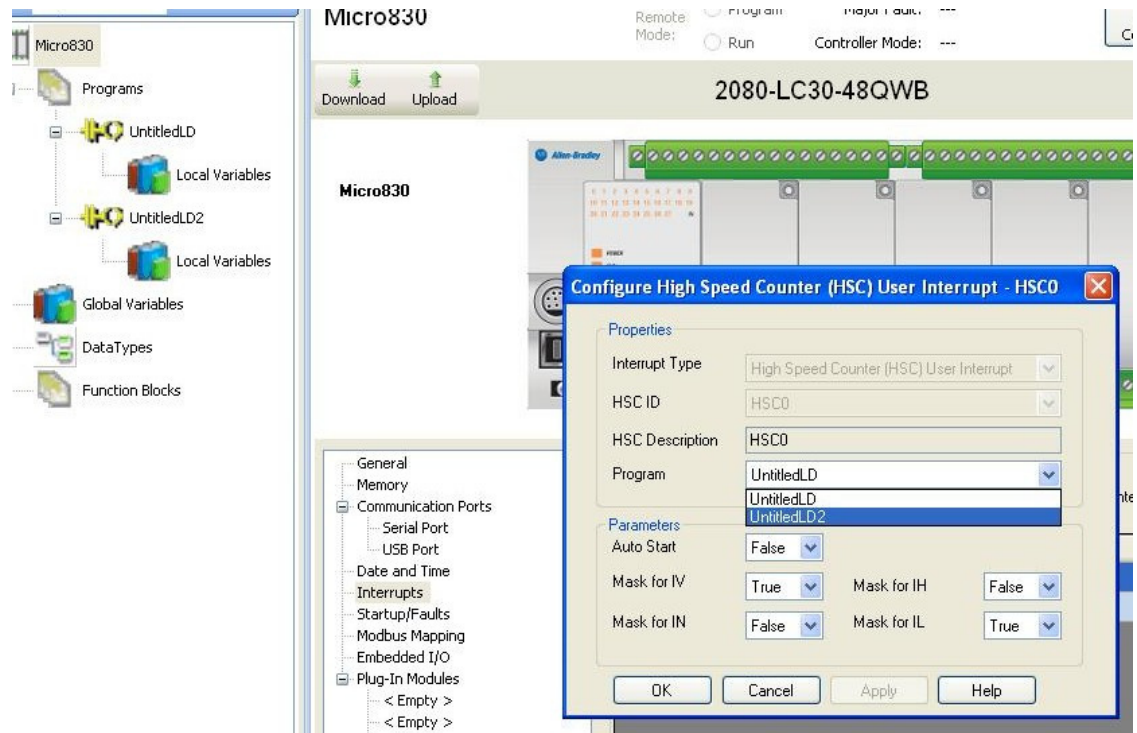 Micro830
Programs
UntitledLD
Local Variables
UntitledLD2
Local Variables
Global Variables
DataTypes
Function Blocks
Micro830
Remote
Mode:
Program
Run
Major Fault: ---
Controller Mode: ---
Download Upload
2080-LC30-48QWB
Micro830
Allen-Bradley
POWER
Configure High Speed Counter (HSC) User Interrupt - HSC0
Properties
Interrupt Type High Speed Counter (HSC) User Interrupt
HSC ID HSC0
HSC Description HSC0
Program UntitledLD
UntitledLD
UntitledLD2
Parameters
Auto Start False
Mask for IV True Mask for IH False
Mask for IN False Mask for IL True
OK Cancel Apply Help
General
Memory
Communication Ports
Serial Port
USB Port
Date and Time
Interrupts
Startup/Faults
Modbus Mapping
Embedded I/O
Plug-In Modules
< Empty >
< Empty >